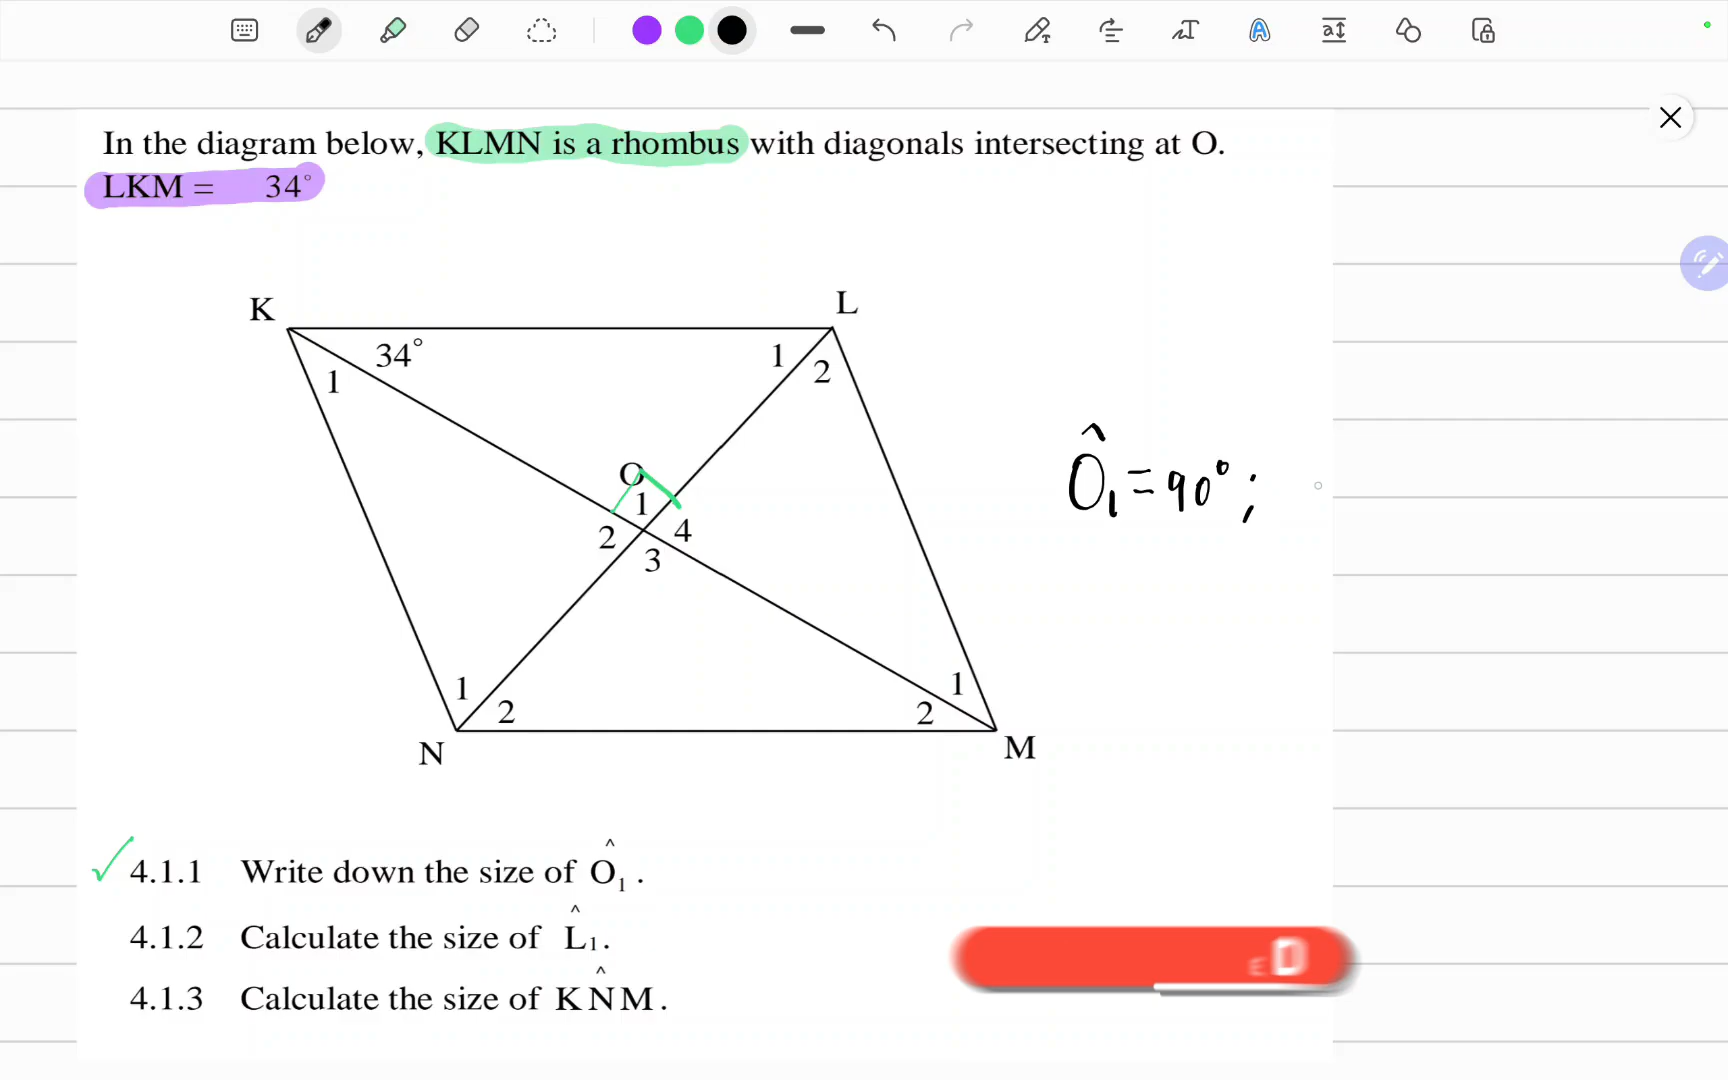 In the diagram below, KLMN is a rhombus with diagonals intersecting at O.
LKM = 34°
K
L
34°
1
1
2
O
1
2
4
3
Ô₁ = 90° ;
1
2
1
2
N
M
4.1.1 Write down the size of Ô₁ .
4.1.2 Calculate the size of L̂₁.
4.1.3 Calculate the size of K N̂ M .